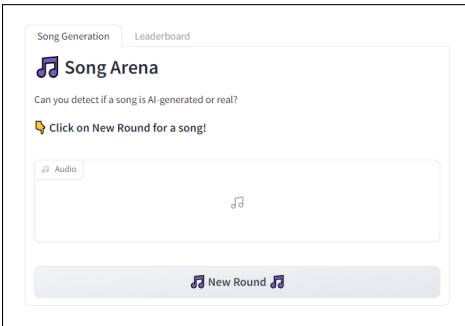 Song Generation Leaderboard
🎵 Song Arena
Can you detect if a song is AI-generated or real?
👇 Click on New Round for a song!
Audio
🎵 New Round 🎵